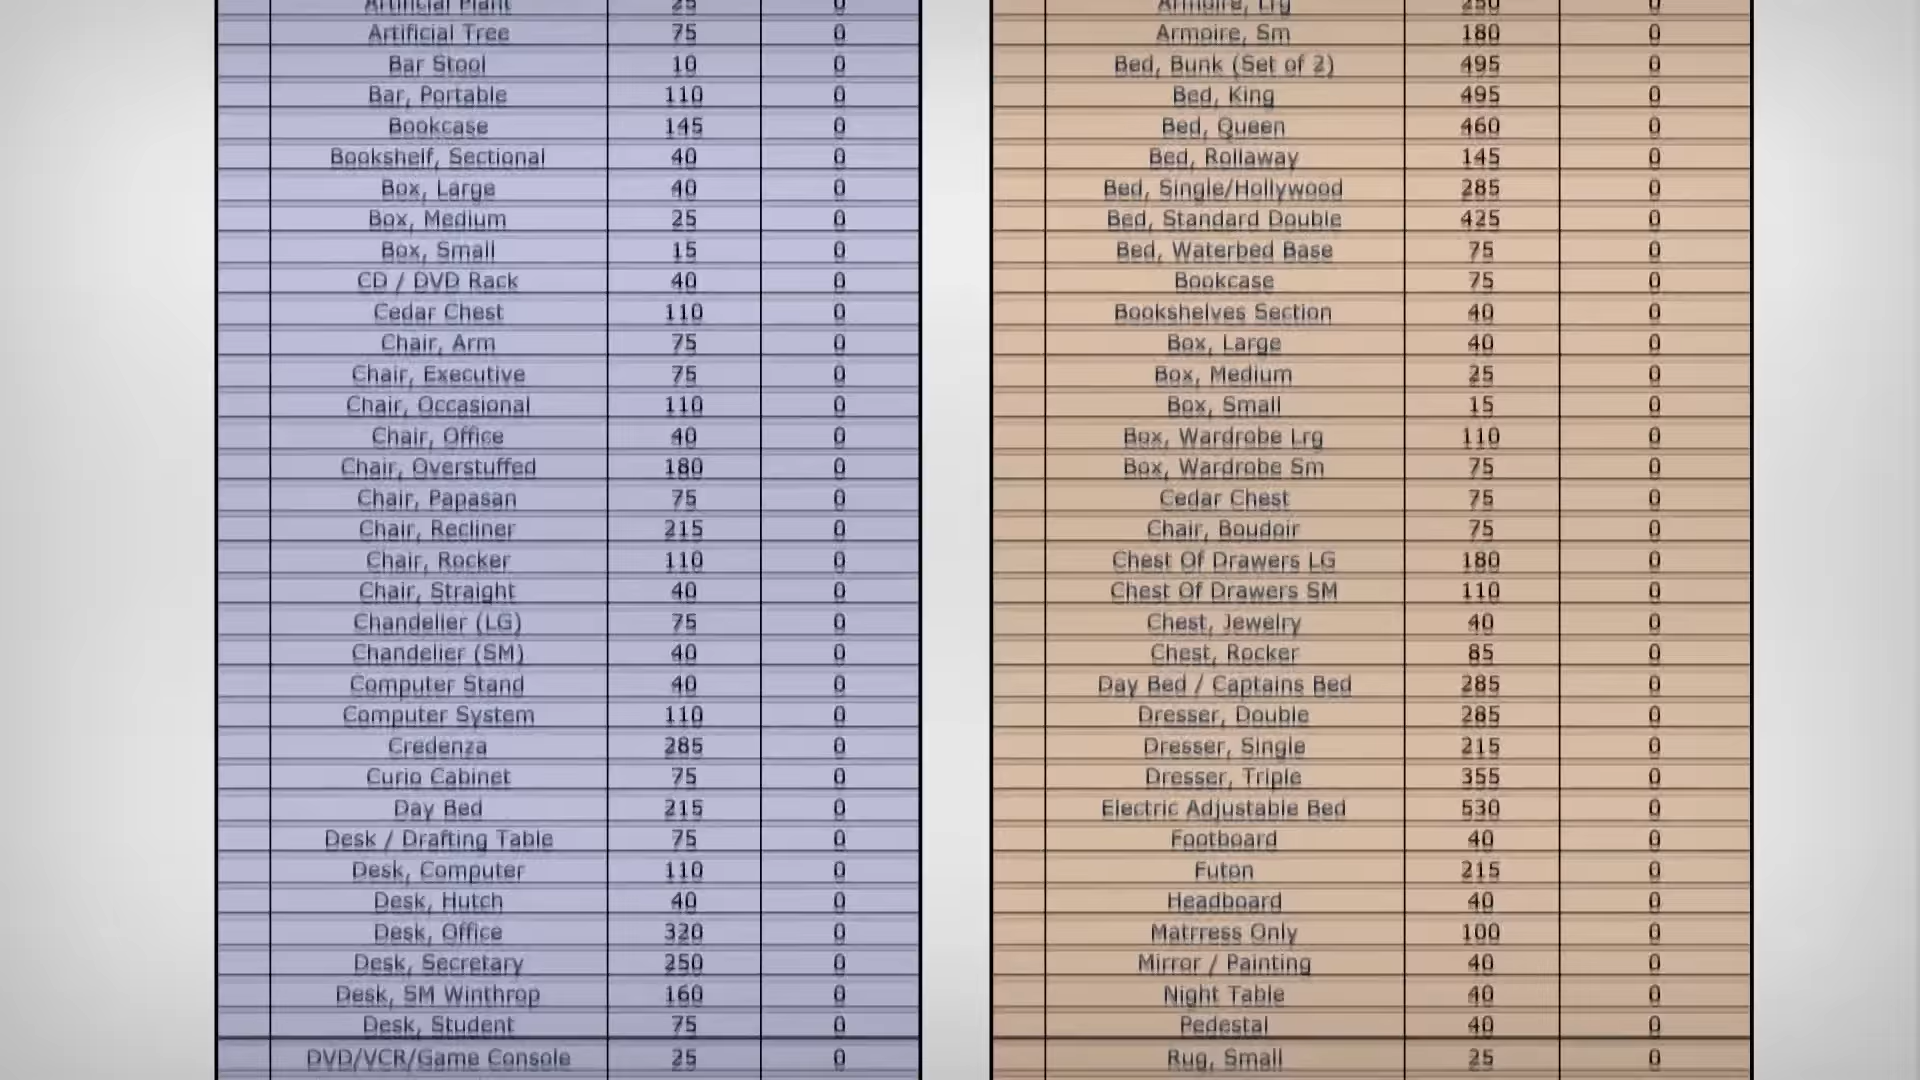 Artificial Plant 25 0
Artificial Tree 75 0
Bar Stool 10 0
Bar, Portable 110 0
Bookcase 145 0
Bookshelf, Sectional 40 0
Box, Large 40 0
Box, Medium 25 0
Box, Small 15 0
CD / DVD Rack 40 0
Cedar Chest 110 0
Chair, Arm 75 0
Chair, Executive 75 0
Chair, Occasional 110 0
Chair, Office 40 0
Chair, Overstuffed 180 0
Chair, Papasan 75 0
Chair, Recliner 215 0
Chair, Rocker 110 0
Chair, Straight 40 0
Chandelier (LG) 75 0
Chandelier (SM) 40 0
Computer Stand 40 0
Computer System 110 0
Credenza 285 0
Curio Cabinet 75 0
Day Bed 215 0
Desk / Drafting Table 75 0
Desk, Computer 110 0
Desk, Hutch 40 0
Desk, Office 320 0
Desk, Secretary 250 0
Desk, SM Winthrop 160 0
Desk, Student 75 0
DVD/VCR/Game Console 25 0
Armoire, Lrg 250 0
Armoire, Sm 180 0
Bed, Bunk (Set of 2) 495 0
Bed, King 495 0
Bed, Queen 460 0
Bed, Rollaway 145 0
Bed, Single/Hollywood 285 0
Bed, Standard Double 425 0
Bed, Waterbed Base 75 0
Bookcase 75 0
Bookshelves Section 40 0
Box, Large 40 0
Box, Medium 25 0
Box, Small 15 0
Box, Wardrobe Lrg 110 0
Box, Wardrobe Sm 75 0
Cedar Chest 75 0
Chair, Boudoir 75 0
Chest Of Drawers LG 180 0
Chest Of Drawers SM 110 0
Chest, Jewelry 40 0
Chest, Rocker 85 0
Day Bed / Captains Bed 285 0
Dresser, Double 285 0
Dresser, Single 215 0
Dresser, Triple 355 0
Electric Adjustable Bed 530 0
Footboard 40 0
Futon 215 0
Headboard 40 0
Matrress Only 100 0
Mirror / Painting 40 0
Night Table 40 0
Pedestal 40 0
Rug, Small 25 0